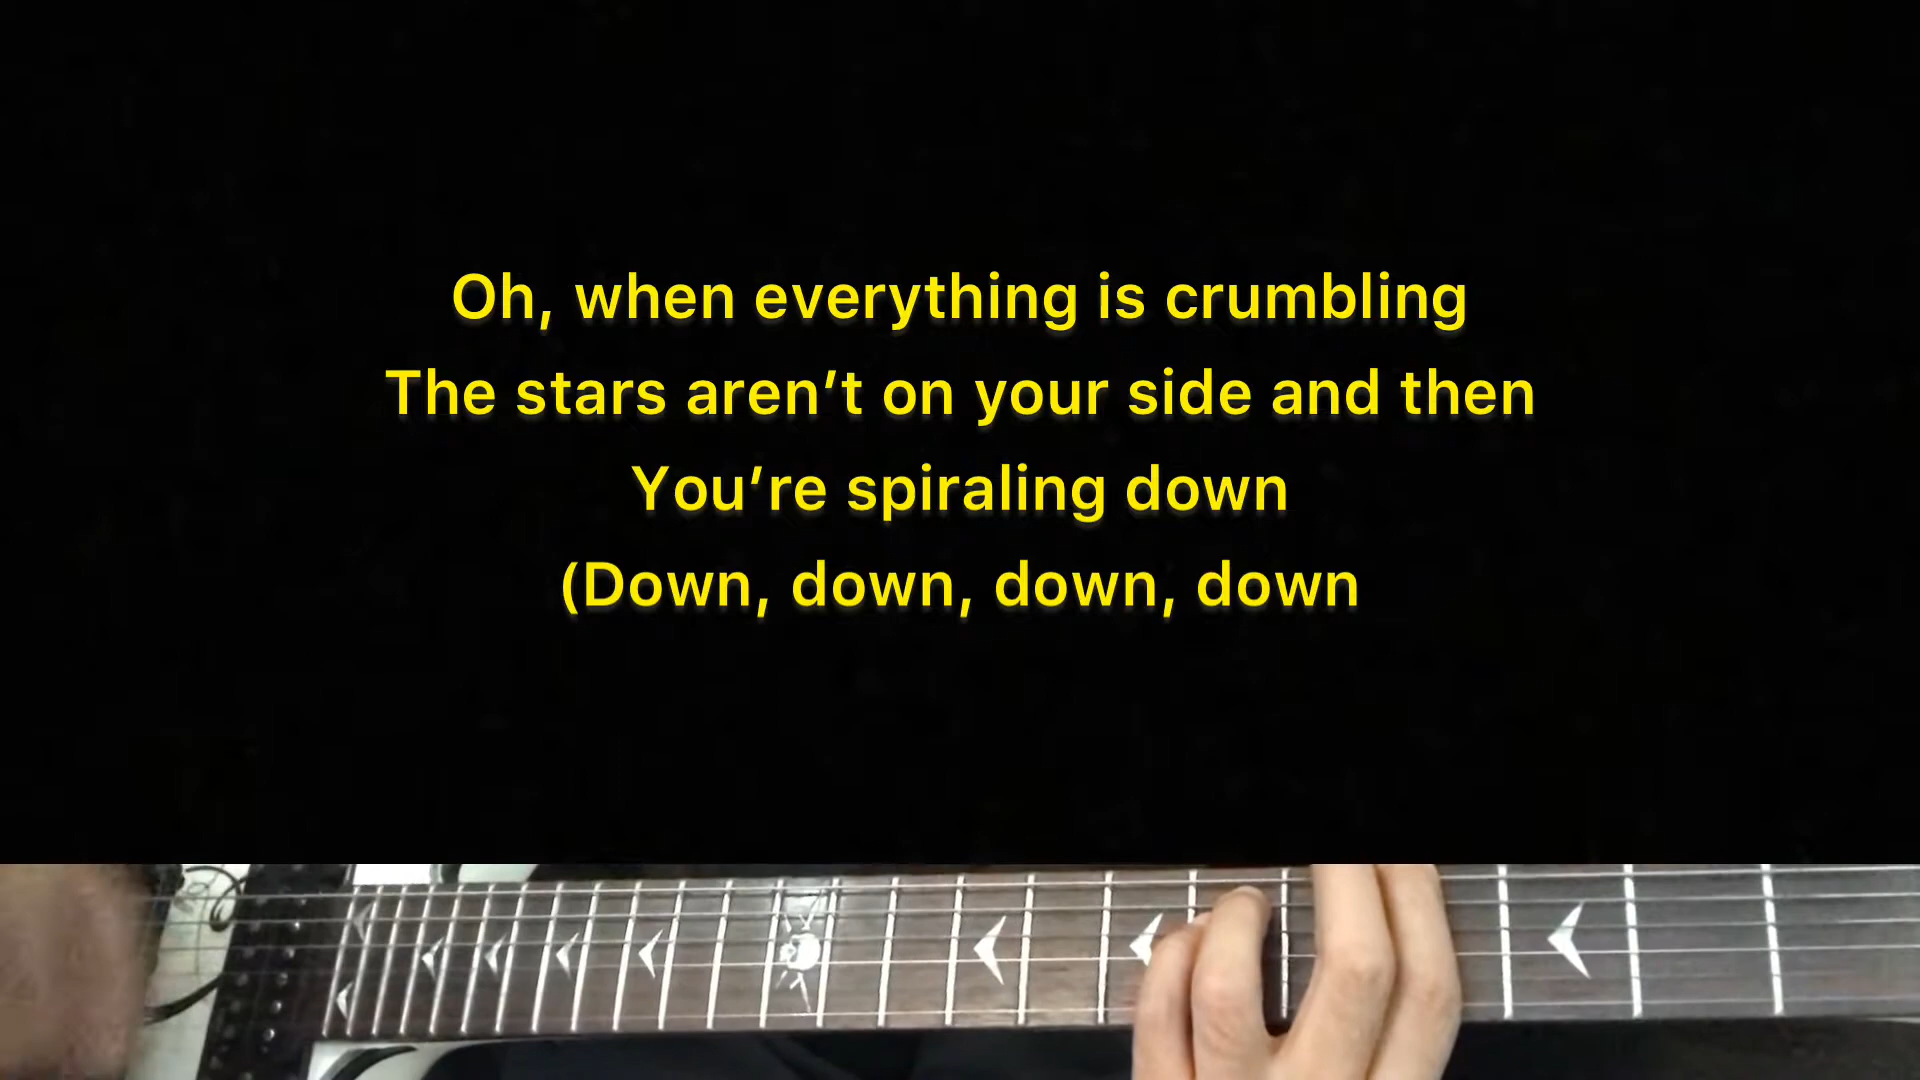 Oh, when everything is crumbling
The stars aren’t on your side and then
You’re spiraling down
(Down, down, down, down